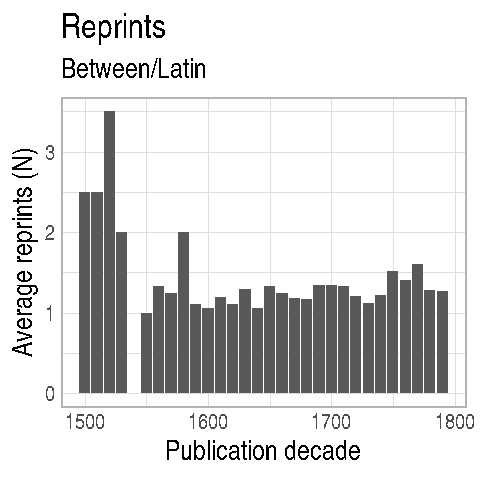 Reprints
Between/Latin
Average reprints (N)
3
2
1
0
1500
1600
1700
1800
Publication decade